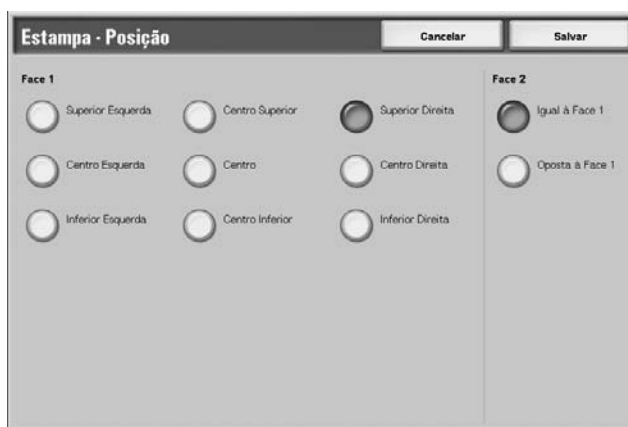 Estampa - Posição
Cancelar
Salvar
Face 1
Face 2
Superior Esquerda
Centro Superior
Superior Direita
Igual à Face 1
Centro Esquerda
Centro
Centro Direita
Oposta à Face 1
Inferior Esquerda
Centro Inferior
Inferior Direita